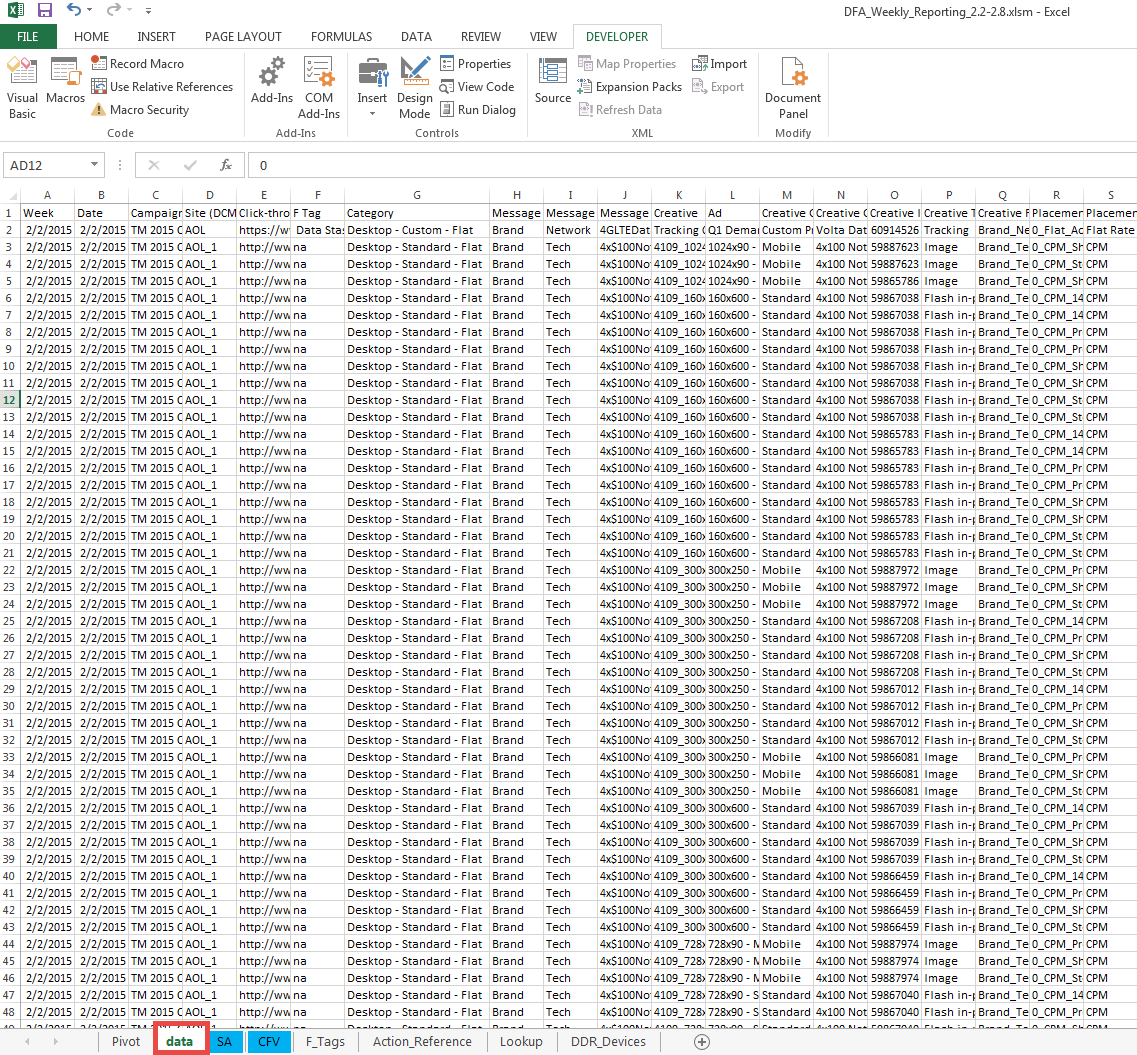 DFA_Weekly_Reporting_2.2-2.8.xlsm - Excel
FILE HOME INSERT PAGE LAYOUT FORMULAS DATA REVIEW VIEW DEVELOPER
Visual Basic
Macros
Record Macro
Use Relative References
Macro Security
Code
Add-Ins
COM Add-Ins
Add-Ins
Insert
Design Mode
Properties
View Code
Run Dialog
Controls
Source
Map Properties
Expansion Packs
Refresh Data
Import
Export
XML
Document Panel
Modify
AD12 fx 0
A B C D E F G H I J K L M N O P Q R S
1 Week Date Campaign Site (DCM Click-thro F Tag Category Message Message Message Creative Ad Creative G Creative G Creative I Creative T Creative F Placemen Placement
2 2/2/2015 2/2/2015 TM 2015 C AOL https://w Data Stas Desktop - Custom - Flat Brand Network 4GLTEDat Tracking C Q1 Deman Custom Pr Volta Dat 60914526 Tracking Brand_Ne 0_Flat_Ac Flat Rate
3 2/2/2015 2/2/2015 TM 2015 C AOL_1 http://ww na Desktop - Standard - Flat Brand Tech 4x$100No 4109_1024 1024x90 - Mobile 4x100 Not 59887623 Image Brand_Te 0_CPM_Sh CPM
4 2/2/2015 2/2/2015 TM 2015 C AOL_1 http://ww na Desktop - Standard - Flat Brand Tech 4x$100No 4109_1024 1024x90 - Mobile 4x100 Not 59887623 Image Brand_Te 0_CPM_St CPM
5 2/2/2015 2/2/2015 TM 2015 C AOL_1 http://ww na Desktop - Standard - Flat Brand Tech 4x$100No 4109_1024 1024x90 - Mobile 4x100 Not 59865786 Image Brand_Te 0_CPM_Sh CPM
6 2/2/2015 2/2/2015 TM 2015 C AOL_1 http://ww na Desktop - Standard - Flat Brand Tech 4x$100No 4109_160x 160x600 - Standard 4x100 Not 59867038 Flash in-p Brand_Te 0_CPM_14 CPM
7 2/2/2015 2/2/2015 TM 2015 C AOL_1 http://ww na Desktop - Standard - Flat Brand Tech 4x$100No 4109_160x 160x600 - Standard 4x100 Not 59867038 Flash in-p Brand_Te 0_CPM_14 CPM
8 2/2/2015 2/2/2015 TM 2015 C AOL_1 http://ww na Desktop - Standard - Flat Brand Tech 4x$100No 4109_160x 160x600 - Standard 4x100 Not 59867038 Flash in-p Brand_Te 0_CPM_Pr CPM
9 2/2/2015 2/2/2015 TM 2015 C AOL_1 http://ww na Desktop - Standard - Flat Brand Tech 4x$100No 4109_160x 160x600 - Standard 4x100 Not 59867038 Flash in-p Brand_Te 0_CPM_Pr CPM
10 2/2/2015 2/2/2015 TM 2015 C AOL_1 http://ww na Desktop - Standard - Flat Brand Tech 4x$100No 4109_160x 160x600 - Standard 4x100 Not 59867038 Flash in-p Brand_Te 0_CPM_St CPM
11 2/2/2015 2/2/2015 TM 2015 C AOL_1 http://ww na Desktop - Standard - Flat Brand Tech 4x$100No 4109_160x 160x600 - Standard 4x100 Not 59867038 Flash in-p Brand_Te 0_CPM_Sh CPM
12 2/2/2015 2/2/2015 TM 2015 C AOL_1 http://ww na Desktop - Standard - Flat Brand Tech 4x$100No 4109_160x 160x600 - Standard 4x100 Not 59867038 Flash in-p Brand_Te 0_CPM_St CPM
13 2/2/2015 2/2/2015 TM 2015 C AOL_1 http://ww na Desktop - Standard - Flat Brand Tech 4x$100No 4109_160x 160x600 - Standard 4x100 Not 59867038 Flash in-p Brand_Te 0_CPM_Sh CPM
14 2/2/2015 2/2/2015 TM 2015 C AOL_1 http://ww na Desktop - Standard - Flat Brand Tech 4x$100No 4109_160x 160x600 - Standard 4x100 Not 59865783 Flash in-p Brand_Te 0_CPM_14 CPM
15 2/2/2015 2/2/2015 TM 2015 C AOL_1 http://ww na Desktop - Standard - Flat Brand Tech 4x$100No 4109_160x 160x600 - Standard 4x100 Not 59865783 Flash in-p Brand_Te 0_CPM_St CPM
16 2/2/2015 2/2/2015 TM 2015 C AOL_1 http://ww na Desktop - Standard - Flat Brand Tech 4x$100No 4109_160x 160x600 - Standard 4x100 Not 59865783 Flash in-p Brand_Te 0_CPM_Pr CPM
17 2/2/2015 2/2/2015 TM 2015 C AOL_1 http://ww na Desktop - Standard - Flat Brand Tech 4x$100No 4109_160x 160x600 - Standard 4x100 Not 59865783 Flash in-p Brand_Te 0_CPM_Pr CPM
18 2/2/2015 2/2/2015 TM 2015 C AOL_1 http://ww na Desktop - Standard - Flat Brand Tech 4x$100No 4109_160x 160x600 - Standard 4x100 Not 59865783 Flash in-p Brand_Te 0_CPM_Sh CPM
19 2/2/2015 2/2/2015 TM 2015 C AOL_1 http://ww na Desktop - Standard - Flat Brand Tech 4x$100No 4109_160x 160x600 - Standard 4x100 Not 59865783 Flash in-p Brand_Te 0_CPM_St CPM
20 2/2/2015 2/2/2015 TM 2015 C AOL_1 http://ww na Desktop - Standard - Flat Brand Tech 4x$100No 4109_160x 160x600 - Standard 4x100 Not 59865783 Flash in-p Brand_Te 0_CPM_St CPM
21 2/2/2015 2/2/2015 TM 2015 C AOL_1 http://ww na Desktop - Standard - Flat Brand Tech 4x$100No 4109_160x 160x600 - Standard 4x100 Not 59865783 Flash in-p Brand_Te 0_CPM_Sh CPM
22 2/2/2015 2/2/2015 TM 2015 C AOL_1 http://ww na Desktop - Standard - Flat Brand Tech 4x$100No 4109_300x 300x250 - Mobile 4x100 Not 59887972 Image Brand_Te 0_CPM_Sh CPM
23 2/2/2015 2/2/2015 TM 2015 C AOL_1 http://ww na Desktop - Standard - Flat Brand Tech 4x$100No 4109_300x 300x250 - Mobile 4x100 Not 59887972 Image Brand_Te 0_CPM_Sh CPM
24 2/2/2015 2/2/2015 TM 2015 C AOL_1 http://ww na Desktop - Standard - Flat Brand Tech 4x$100No 4109_300x 300x250 - Mobile 4x100 Not 59887972 Image Brand_Te 0_CPM_St CPM
25 2/2/2015 2/2/2015 TM 2015 C AOL_1 http://ww na Desktop - Standard - Flat Brand Tech 4x$100No 4109_300x 300x250 - Standard 4x100 Not 59867208 Flash in-p Brand_Te 0_CPM_14 CPM
26 2/2/2015 2/2/2015 TM 2015 C AOL_1 http://ww na Desktop - Standard - Flat Brand Tech 4x$100No 4109_300x 300x250 - Standard 4x100 Not 59867208 Flash in-p Brand_Te 0_CPM_St CPM
27 2/2/2015 2/2/2015 TM 2015 C AOL_1 http://ww na Desktop - Standard - Flat Brand Tech 4x$100No 4109_300x 300x250 - Standard 4x100 Not 59867208 Flash in-p Brand_Te 0_CPM_Pr CPM
28 2/2/2015 2/2/2015 TM 2015 C AOL_1 http://ww na Desktop - Standard - Flat Brand Tech 4x$100No 4109_300x 300x250 - Standard 4x100 Not 59867208 Flash in-p Brand_Te 0_CPM_St CPM
29 2/2/2015 2/2/2015 TM 2015 C AOL_1 http://ww na Desktop - Standard - Flat Brand Tech 4x$100No 4109_300x 300x250 - Standard 4x100 Not 59867012 Flash in-p Brand_Te 0_CPM_14 CPM
30 2/2/2015 2/2/2015 TM 2015 C AOL_1 http://ww na Desktop - Standard - Flat Brand Tech 4x$100No 4109_300x 300x250 - Standard 4x100 Not 59867012 Flash in-p Brand_Te 0_CPM_Pr CPM
31 2/2/2015 2/2/2015 TM 2015 C AOL_1 http://ww na Desktop - Standard - Flat Brand Tech 4x$100No 4109_300x 300x250 - Standard 4x100 Not 59867012 Flash in-p Brand_Te 0_CPM_Sh CPM
32 2/2/2015 2/2/2015 TM 2015 C AOL_1 http://ww na Desktop - Standard - Flat Brand Tech 4x$100No 4109_300x 300x250 - Standard 4x100 Not 59867012 Flash in-p Brand_Te 0_CPM_St CPM
33 2/2/2015 2/2/2015 TM 2015 C AOL_1 http://ww na Desktop - Standard - Flat Brand Tech 4x$100No 4109_300x 300x250 - Mobile 4x100 Not 59866081 Image Brand_Te 0_CPM_Sh CPM
34 2/2/2015 2/2/2015 TM 2015 C AOL_1 http://ww na Desktop - Standard - Flat Brand Tech 4x$100No 4109_300x 300x250 - Mobile 4x100 Not 59866081 Image Brand_Te 0_CPM_Pr CPM
35 2/2/2015 2/2/2015 TM 2015 C AOL_1 http://ww na Desktop - Standard - Flat Brand Tech 4x$100No 4109_300x 300x250 - Mobile 4x100 Not 59866081 Image Brand_Te 0_CPM_St CPM
36 2/2/2015 2/2/2015 TM 2015 C AOL_1 http://ww na Desktop - Standard - Flat Brand Tech 4x$100No 4109_300x 300x600 - Standard 4x100 Not 59867039 Flash in-p Brand_Te 0_CPM_14 CPM
37 2/2/2015 2/2/2015 TM 2015 C AOL_1 http://ww na Desktop - Standard - Flat Brand Tech 4x$100No 4109_300x 300x600 - Standard 4x100 Not 59867039 Flash in-p Brand_Te 0_CPM_Pr CPM
38 2/2/2015 2/2/2015 TM 2015 C AOL_1 http://ww na Desktop - Standard - Flat Brand Tech 4x$100No 4109_300x 300x600 - Standard 4x100 Not 59867039 Flash in-p Brand_Te 0_CPM_Sh CPM
39 2/2/2015 2/2/2015 TM 2015 C AOL_1 http://ww na Desktop - Standard - Flat Brand Tech 4x$100No 4109_300x 300x600 - Standard 4x100 Not 59867039 Flash in-p Brand_Te 0_CPM_St CPM
40 2/2/2015 2/2/2015 TM 2015 C AOL_1 http://ww na Desktop - Standard - Flat Brand Tech 4x$100No 4109_300x 300x600 - Standard 4x100 Not 59866459 Flash in-p Brand_Te 0_CPM_St CPM
41 2/2/2015 2/2/2015 TM 2015 C AOL_1 http://ww na Desktop - Standard - Flat Brand Tech 4x$100No 4109_300x 300x600 - Standard 4x100 Not 59866459 Flash in-p Brand_Te 0_CPM_Pr CPM
42 2/2/2015 2/2/2015 TM 2015 C AOL_1 http://ww na Desktop - Standard - Flat Brand Tech 4x$100No 4109_300x 300x600 - Standard 4x100 Not 59866459 Flash in-p Brand_Te 0_CPM_Sh CPM
43 2/2/2015 2/2/2015 TM 2015 C AOL_1 http://ww na Desktop - Standard - Flat Brand Tech 4x$100No 4109_300x 300x600 - Standard 4x100 Not 59866459 Flash in-p Brand_Te 0_CPM_Sh CPM
44 2/2/2015 2/2/2015 TM 2015 C AOL_1 http://ww na Desktop - Standard - Flat Brand Tech 4x$100No 4109_728x 728x90 - M Mobile 4x100 Not 59887974 Image Brand_Te 0_CPM_Pr CPM
45 2/2/2015 2/2/2015 TM 2015 C AOL_1 http://ww na Desktop - Standard - Flat Brand Tech 4x$100No 4109_728x 728x90 - M Mobile 4x100 Not 59887974 Image Brand_Te 0_CPM_Sh CPM
46 2/2/2015 2/2/2015 TM 2015 C AOL_1 http://ww na Desktop - Standard - Flat Brand Tech 4x$100No 4109_728x 728x90 - M Mobile 4x100 Not 59887974 Image Brand_Te 0_CPM_St CPM
47 2/2/2015 2/2/2015 TM 2015 C AOL_1 http://ww na Desktop - Standard - Flat Brand Tech 4x$100No 4109_728x 728x90 - S Standard 4x100 Not 59867040 Flash in-p Brand_Te 0_CPM_14 CPM
48 2/2/2015 2/2/2015 TM 2015 C AOL_1 http://ww na Desktop - Standard - Flat Brand Tech 4x$100No 4109_728x 728x90 - S Standard 4x100 Not 59867040 Flash in-p Brand_Te 0_CPM_Sh CPM
Pivot data SA CFV F_Tags Action_Reference Lookup DDR_Devices